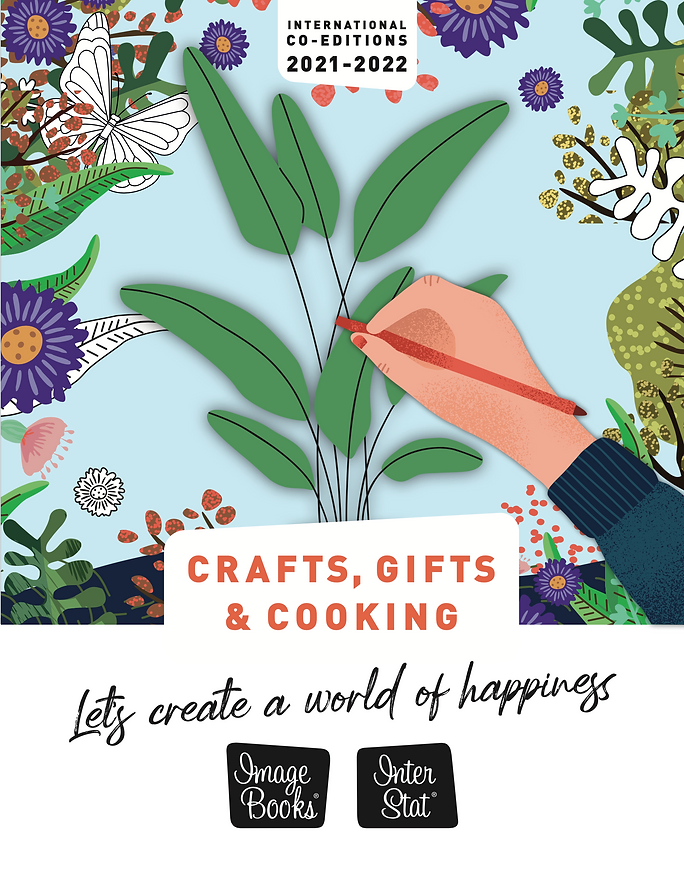 INTERNATIONAL
CO-EDITIONS
2021-2022
CRAFTS, GIFTS
& COOKING
Let's create a world of happiness
Image
Books®
Inter
Stat®